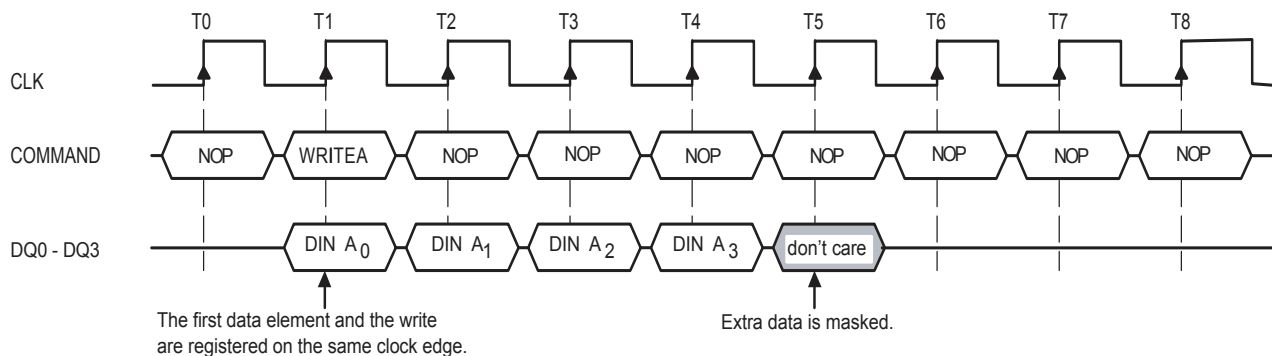 T0 T1 T2 T3 T4 T5 T6 T7 T8
CLK
COMMAND NOP WRITEA NOP NOP NOP NOP NOP NOP NOP
DQ0 - DQ3 DIN A0 DIN A1 DIN A2 DIN A3 don't care
The first data element and the write
are registered on the same clock edge.
Extra data is masked.